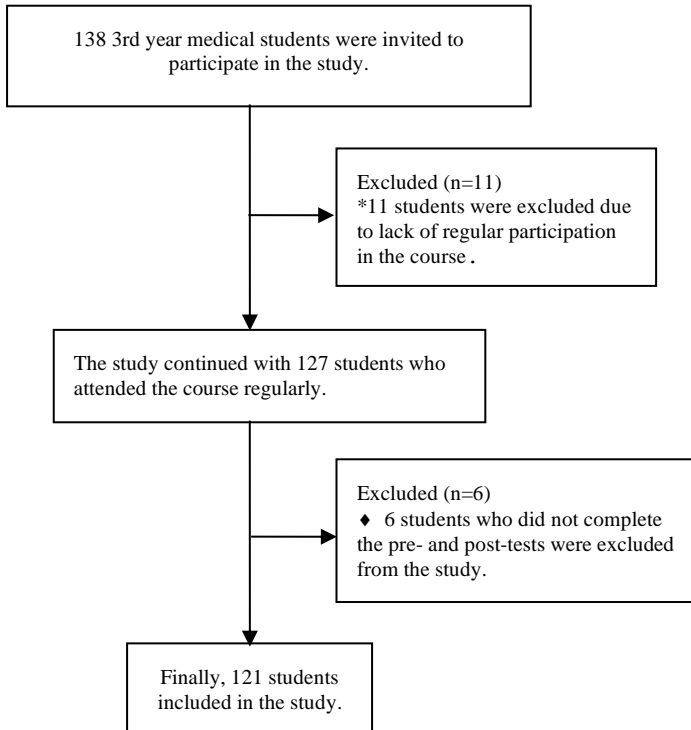 138 3rd year medical students were invited to
participate in the study.
Excluded (n=11)
*11 students were excluded due
to lack of regular participation
in the course .
The study continued with 127 students who
attended the course regularly.
Excluded (n=6)
♦ 6 students who did not complete
the pre- and post-tests were excluded
from the study.
Finally, 121 students
included in the study.